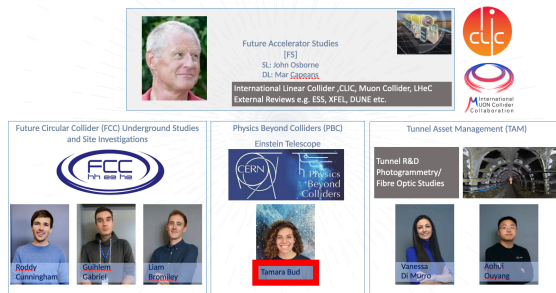 Future Accelerator Studies
[FS]
SL: John Osborne
DL: Mar Capeans
International Linear Collider ,CLIC, Muon Collider, LHeC
External Reviews e.g. ESS, XFEL, DUNE etc.
clic
International
MUON Collider
Collaboration
Future Circular Collider (FCC) Underground Studies
and Site Investigations
FCC
hh ee he
Roddy
Cunningham
Guihlem
Gabriel
Liam
Bromiley
Physics Beyond Colliders (PBC)
Einstein Telescope
CERN
Physics
Beyond
Colliders
Tamara Bud
Tunnel Asset Management (TAM)
Tunnel R&D
Photogrammetry/
Fibre Optic Studies
Vanessa
Di Murro
Aohui
Ouyang